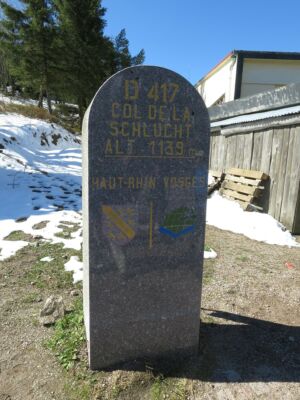 D 417
COL DE LA
SCHLUCHT
ALT. 1139
HAUT-RHIN VOSGES